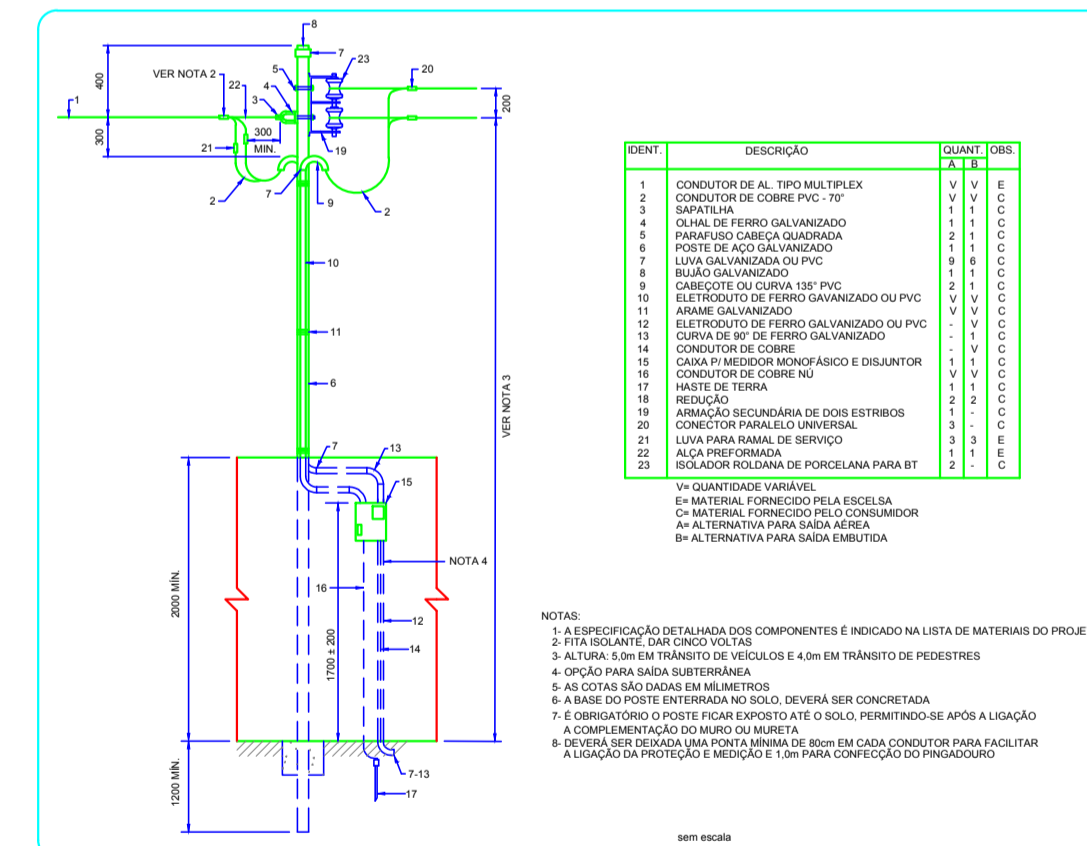 8
7
23
5
20
4
VER NOTA 2
22
3
1
400
200
300
300
MIN.
21
19
2
7
9
2
10
11
6
VER NOTA 3
7
13
15
NOTA 4
16
12
14
2000 MÍN.
1700 ± 200
1200 MÍN.
7-13
17
IDENT. DESCRIÇÃO QUANT. OBS.
A B
1 CONDUTOR DE AL. TIPO MULTIPLEX V V E
2 CONDUTOR DE COBRE PVC - 70° V V C
3 SAPATILHA 1 1 C
4 OLHAL DE FERRO GALVANIZADO 1 1 C
5 PARAFUSO CABEÇA QUADRADA 2 1 C
6 POSTE DE AÇO GALVANIZADO 1 1 C
7 LUVA GALVANIZADA OU PVC 9 6 C
8 BUJÃO GALVANIZADO 1 1 C
9 CABEÇOTE OU CURVA 135° PVC 2 1 C
10 ELETRODUTO DE FERRO GAVANIZADO OU PVC V V C
11 ARAME GALVANIZADO V V C
12 ELETRODUTO DE FERRO GALVANIZADO OU PVC - V C
13 CURVA DE 90° DE FERRO GALVANIZADO - 1 C
14 CONDUTOR DE COBRE - V C
15 CAIXA P/ MEDIDOR MONOFÁSICO E DISJUNTOR 1 1 C
16 CONDUTOR DE COBRE NÚ V V C
17 HASTE DE TERRA 1 1 C
18 REDUÇÃO 2 2 C
19 ARMAÇÃO SECUNDÁRIA DE DOIS ESTRIBOS 1 - C
20 CONECTOR PARALELO UNIVERSAL 3 - C
21 LUVA PARA RAMAL DE SERVIÇO 3 3 E
22 ALÇA PREFORMADA 1 1 E
23 ISOLADOR ROLDANA DE PORCELANA PARA BT 2 - C
V= QUANTIDADE VARIÁVEL
E= MATERIAL FORNECIDO PELA ESCELSA
C= MATERIAL FORNECIDO PELO CONSUMIDOR
A= ALTERNATIVA PARA SAÍDA AÉREA
B= ALTERNATIVA PARA SAÍDA EMBUTIDA
NOTAS:
1- A ESPECIFICAÇÃO DETALHADA DOS COMPONENTES É INDICADO NA LISTA DE MATERIAIS DO PROJE
2- FITA ISOLANTE, DAR CINCO VOLTAS
3- ALTURA: 5,0m EM TRÂNSITO DE VEÍCULOS E 4,0m EM TRÂNSITO DE PEDESTRES
4- OPÇÃO PARA SAÍDA SUBTERRÂNEA
5- AS COTAS SÃO DADAS EM MÍLIMETROS
6- A BASE DO POSTE ENTERRADA NO SOLO, DEVERÁ SER CONCRETADA
7- É OBRIGATÓRIO O POSTE FICAR EXPOSTO ATÉ O SOLO, PERMITINDO-SE APÓS A LIGAÇÃO
A COMPLEMENTAÇÃO DO MURO OU MURETA
8- DEVERÁ SER DEIXADA UMA PONTA MÍNIMA DE 80cm EM CADA CONDUTOR PARA FACILITAR
A LIGAÇÃO DA PROTEÇÃO E MEDIÇÃO E 1,0m PARA CONFECÇÃO DO PINGADOURO
sem escala